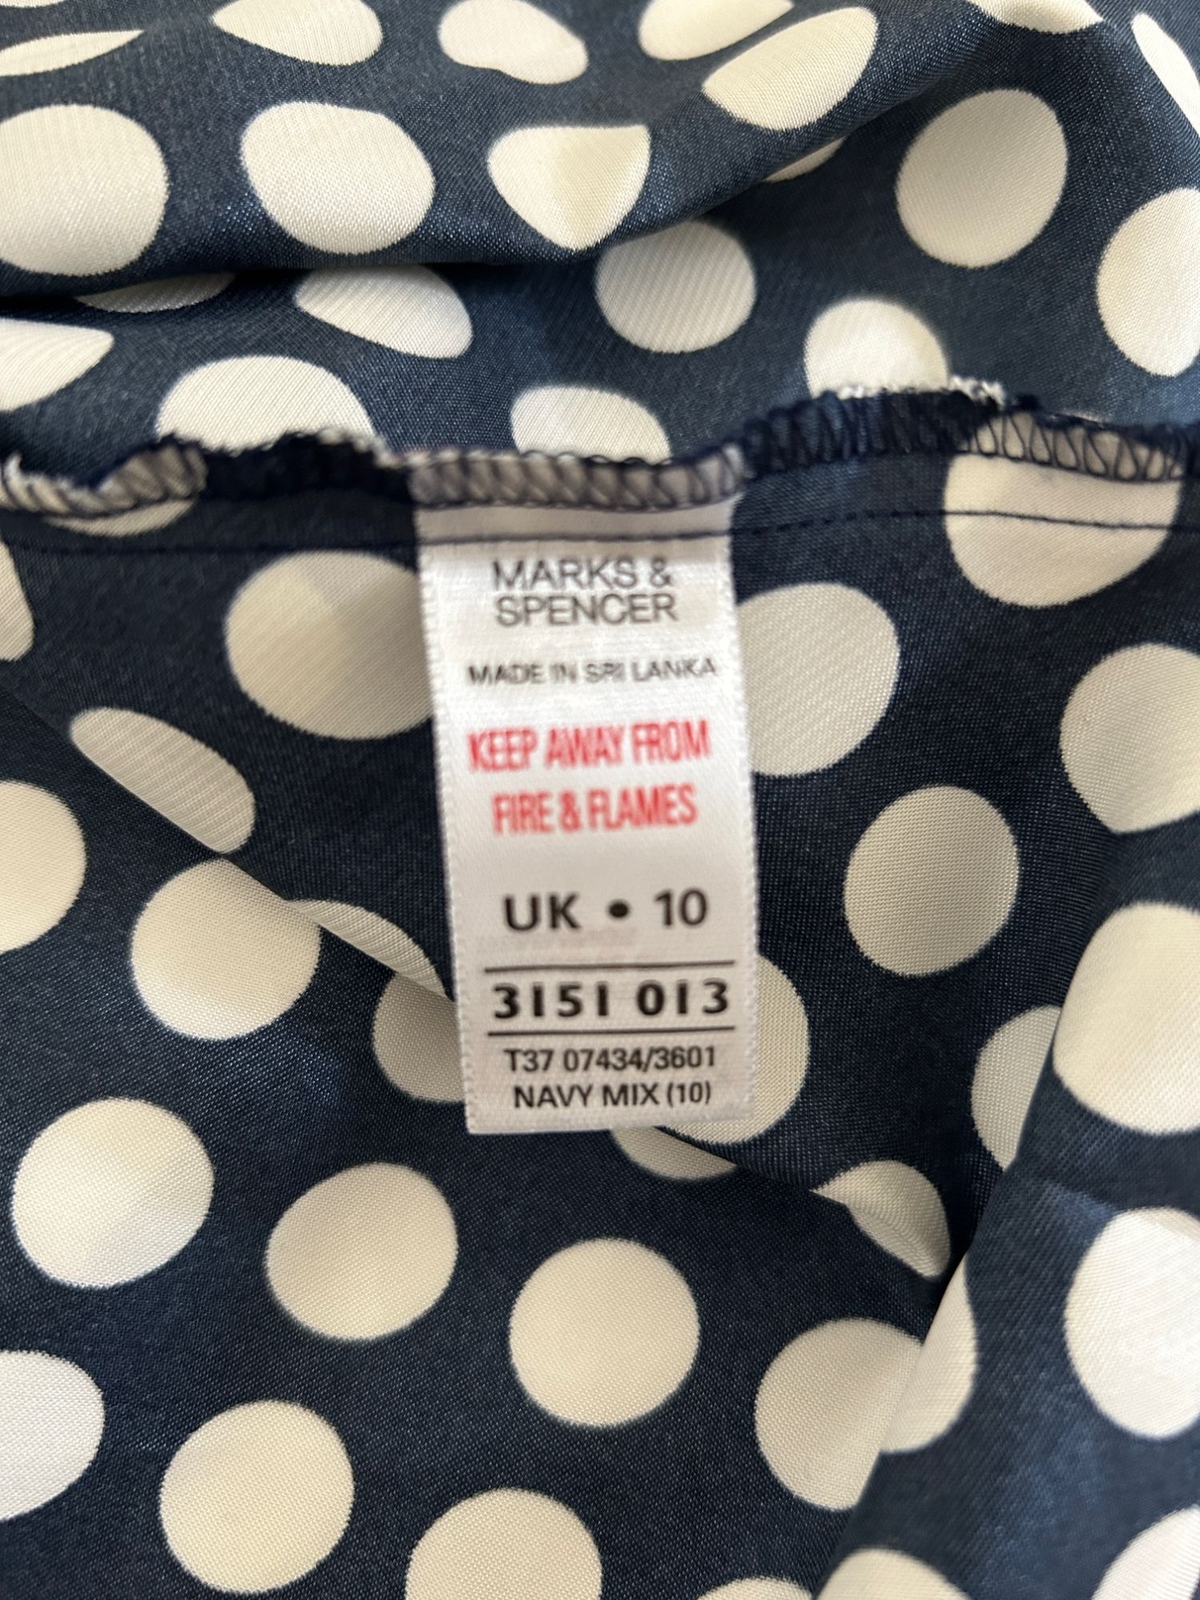 MARKS &
SPENCER
MADE IN SRI LANKA
KEEP AWAY FROM
FIRE & FLAMES
UK • 10
3151 013
T37 07434/3601
NAVY MIX (10)